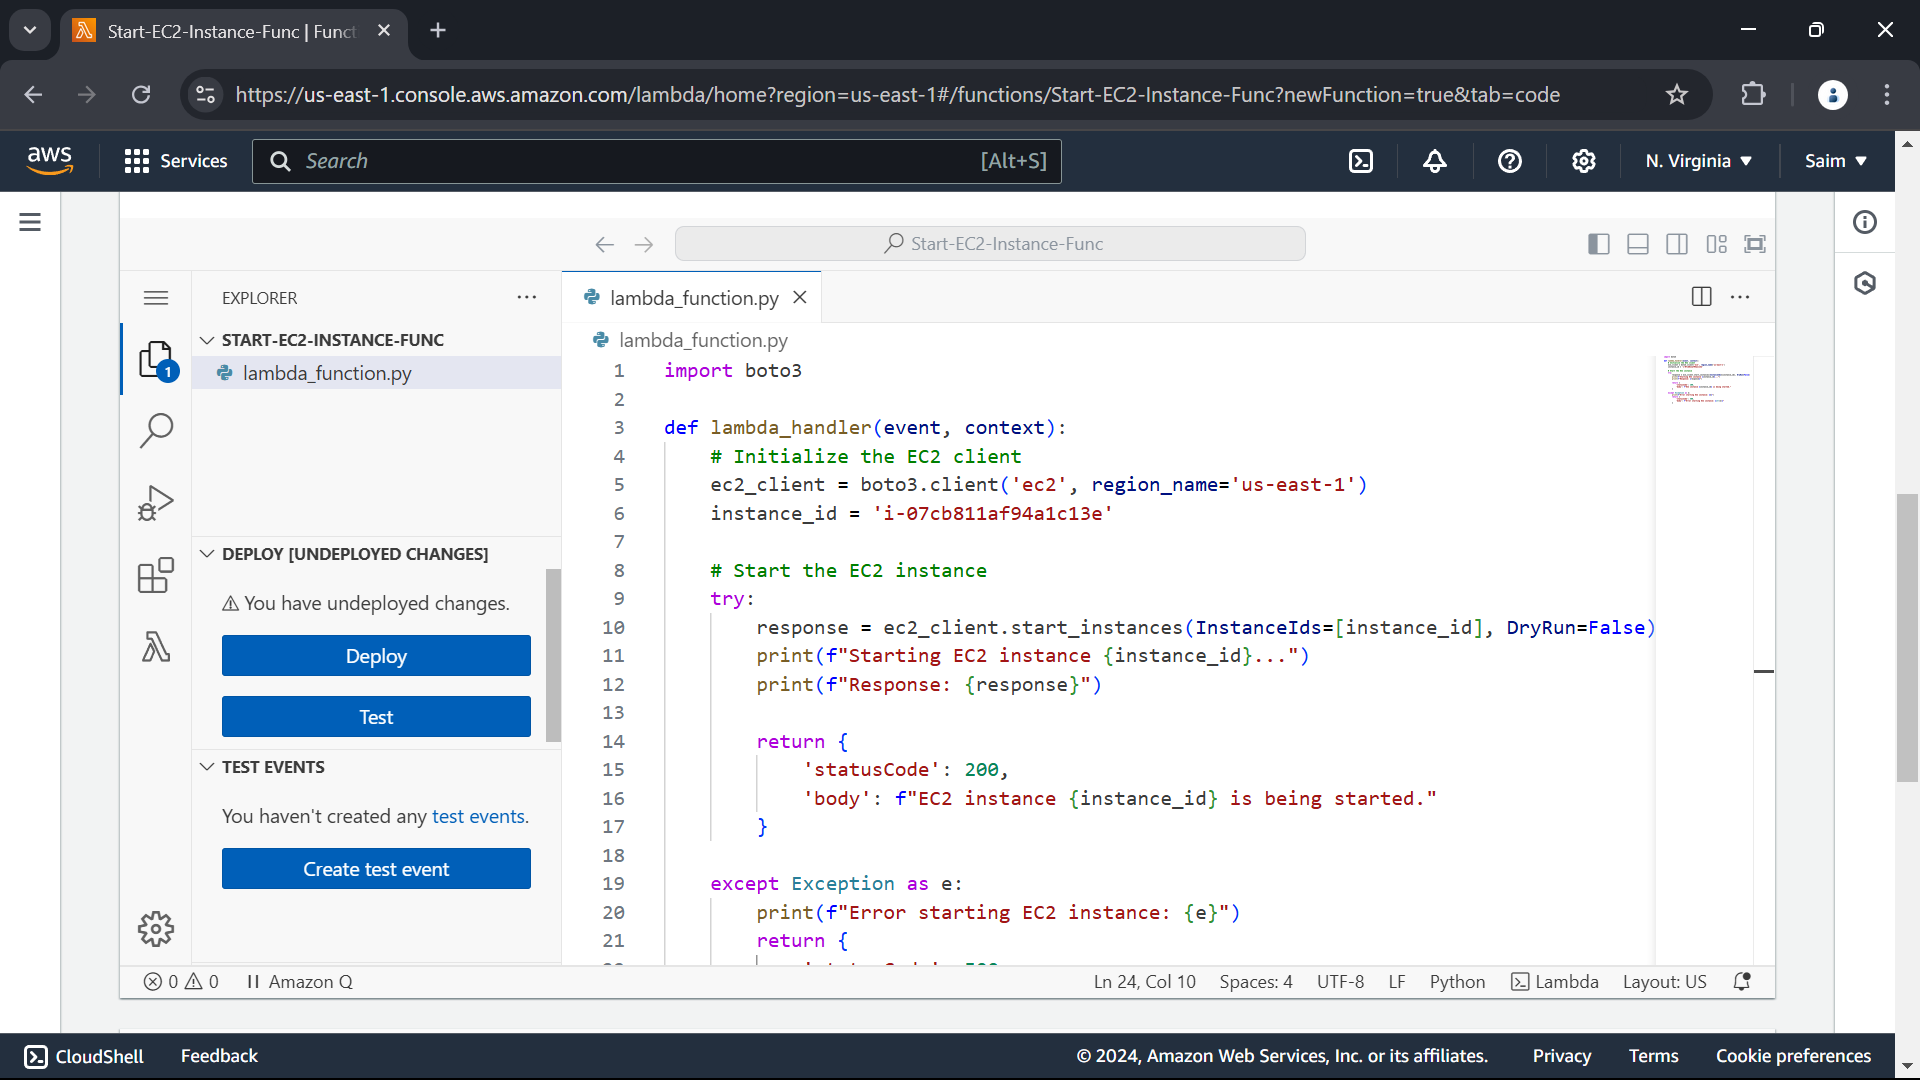 Start-EC2-Instance-Func | Funct
https://us-east-1.console.aws.amazon.com/lambda/home?region=us-east-1#/functions/Start-EC2-Instance-Func?newFunction=true&tab=code
aws Services Search [Alt+S] N. Virginia Saim
Start-EC2-Instance-Func
EXPLORER
START-EC2-INSTANCE-FUNC
lambda_function.py
1
DEPLOY [UNDEPLOYED CHANGES]
You have undeployed changes.
Deploy
Test
TEST EVENTS
You haven't created any test events.
Create test event
lambda_function.py
lambda_function.py
1 import boto3
2
3 def lambda_handler(event, context):
4     # Initialize the EC2 client
5     ec2_client = boto3.client('ec2', region_name='us-east-1')
6     instance_id = 'i-07cb811af94a1c13e'
7
8     # Start the EC2 instance
9     try:
10         response = ec2_client.start_instances(InstanceIds=[instance_id], DryRun=False)
11         print(f"Starting EC2 instance {instance_id}...")
12         print(f"Response: {response}")
13
14         return {
15             'statusCode': 200,
16             'body': f"EC2 instance {instance_id} is being started."
17         }
18
19     except Exception as e:
20         print(f"Error starting EC2 instance: {e}")
21         return {
0 0 Amazon Q Ln 24, Col 10 Spaces: 4 UTF-8 LF Python Lambda Layout: US
CloudShell Feedback © 2024, Amazon Web Services, Inc. or its affiliates. Privacy Terms Cookie preferences